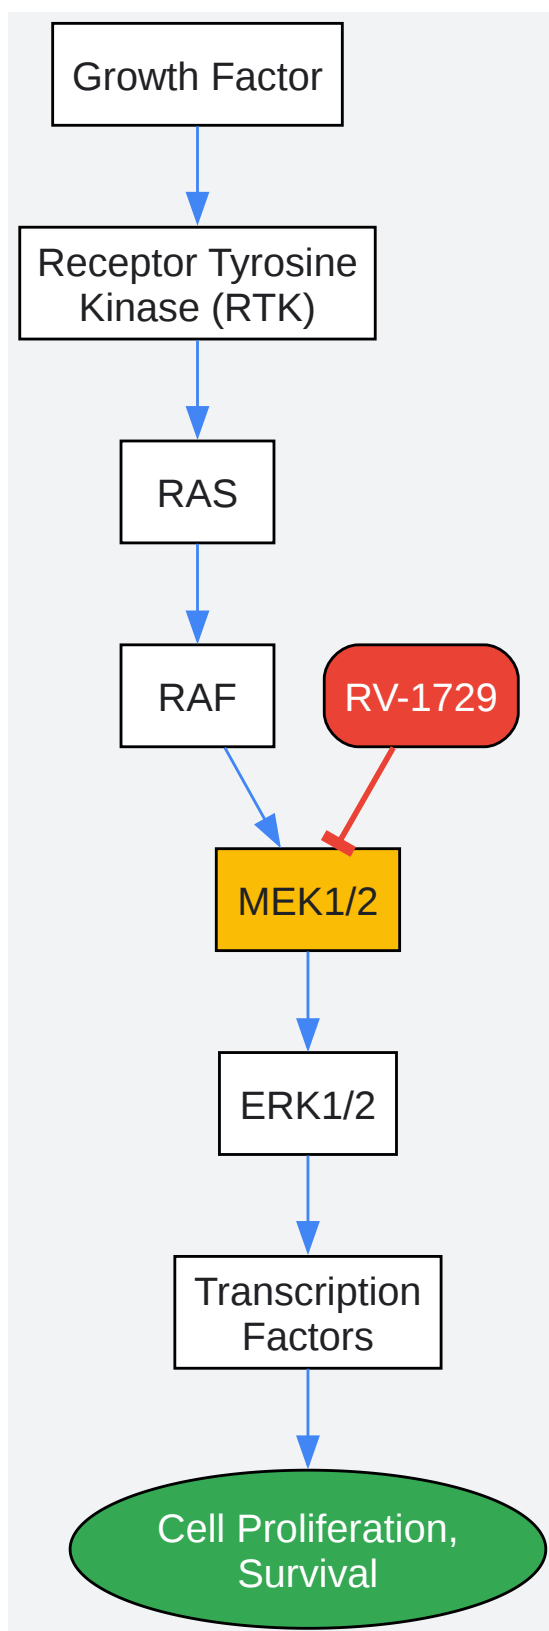 Growth Factor
Receptor Tyrosine
Kinase (RTK)
RAS
RAF
RV-1729
MEK1/2
ERK1/2
Transcription
Factors
Cell Proliferation,
Survival